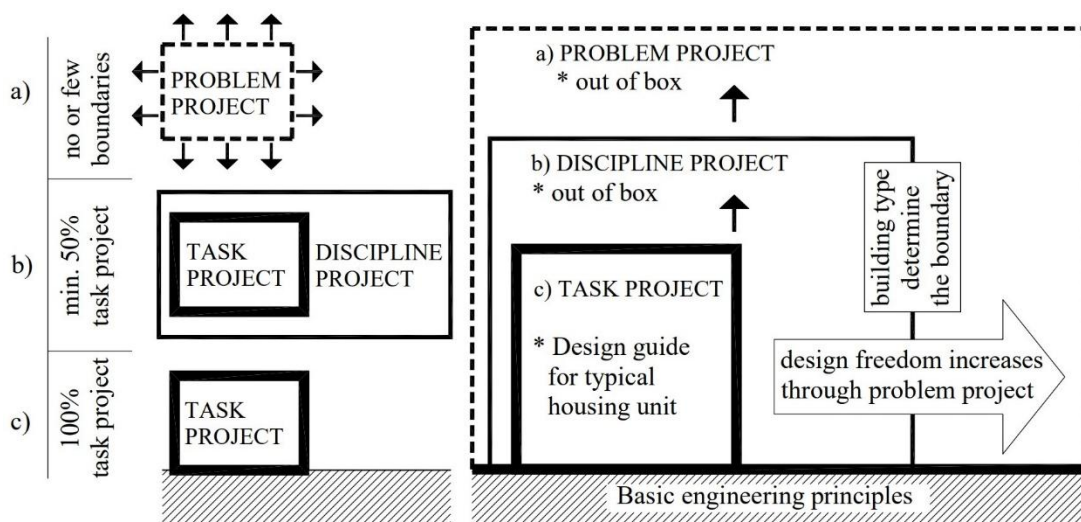 a)
no or few
boundaries
PROBLEM
PROJECT
b)
min. 50%
task project
TASK
PROJECT
DISCIPLINE
PROJECT
c)
100%
task project
TASK
PROJECT
a) PROBLEM PROJECT
* out of box
b) DISCIPLINE PROJECT
* out of box
building type
determine
the boundary
c) TASK PROJECT
* Design guide
for typical
housing unit
design freedom increases
through problem project
Basic engineering principles